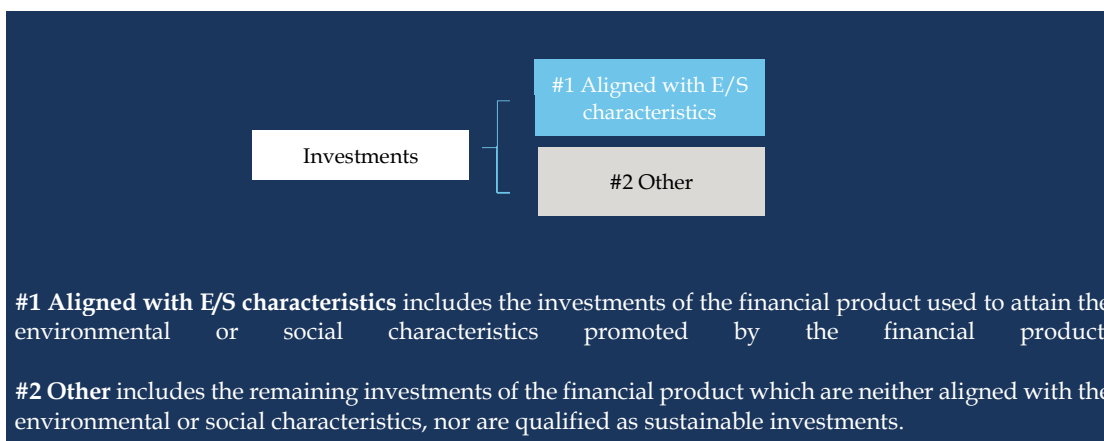 #1 Aligned with E/S
characteristics
Investments
#2 Other
#1 Aligned with E/S characteristics includes the investments of the financial product used to attain the
environmental or social characteristics promoted by the financial product
#2 Other includes the remaining investments of the financial product which are neither aligned with the
environmental or social characteristics, nor are qualified as sustainable investments.